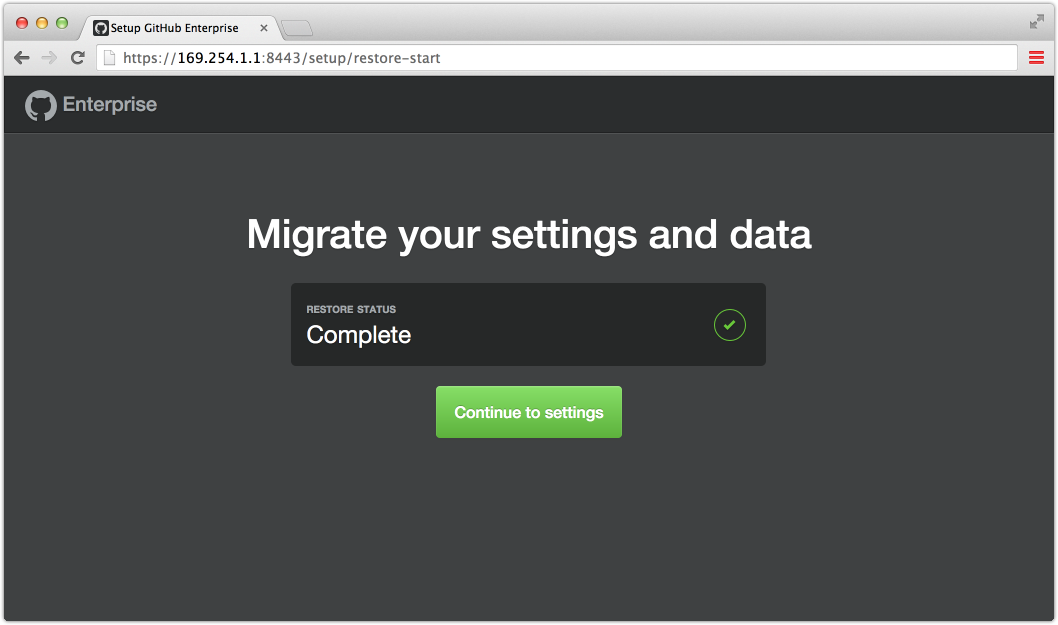 Setup GitHub Enterprise
https://169.254.1.1:8443/setup/restore-start
Enterprise
Migrate your settings and data
RESTORE STATUS
Complete
Continue to settings